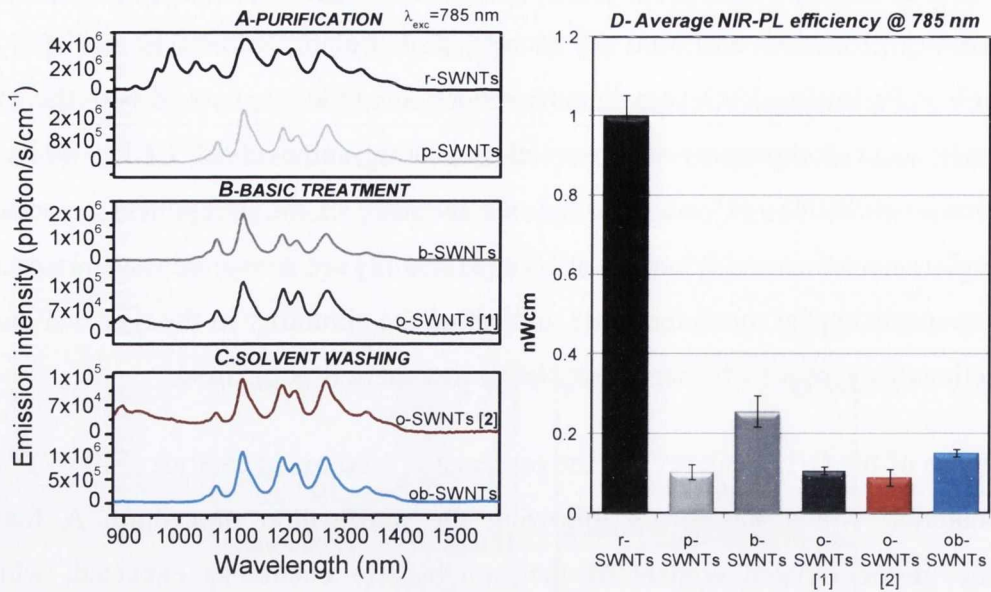 A-PURIFICATION
λexc=785 nm
4x10⁶
2x10⁶
0
r-SWNTs
2x10⁶
8x10⁵
0
p-SWNTs
B-BASIC TREATMENT
2x10⁶
1x10⁶
0
b-SWNTs
1x10⁵
7x10⁴
0
o-SWNTs [1]
C-SOLVENT WASHING
1x10⁵
7x10⁴
0
o-SWNTs [2]
1x10⁶
5x10⁵
0
ob-SWNTs
900 1000 1100 1200 1300 1400 1500
Wavelength (nm)
Emission intensity (photon/s/cm⁻¹)
D- Average NIR-PL efficiency @ 785 nm
1.2
1
0.8
0.6
0.4
0.2
0
nWcm
r- p- b- o- o- ob-
SWNTs SWNTs SWNTs SWNTs SWNTs SWNTs
[1] [2]